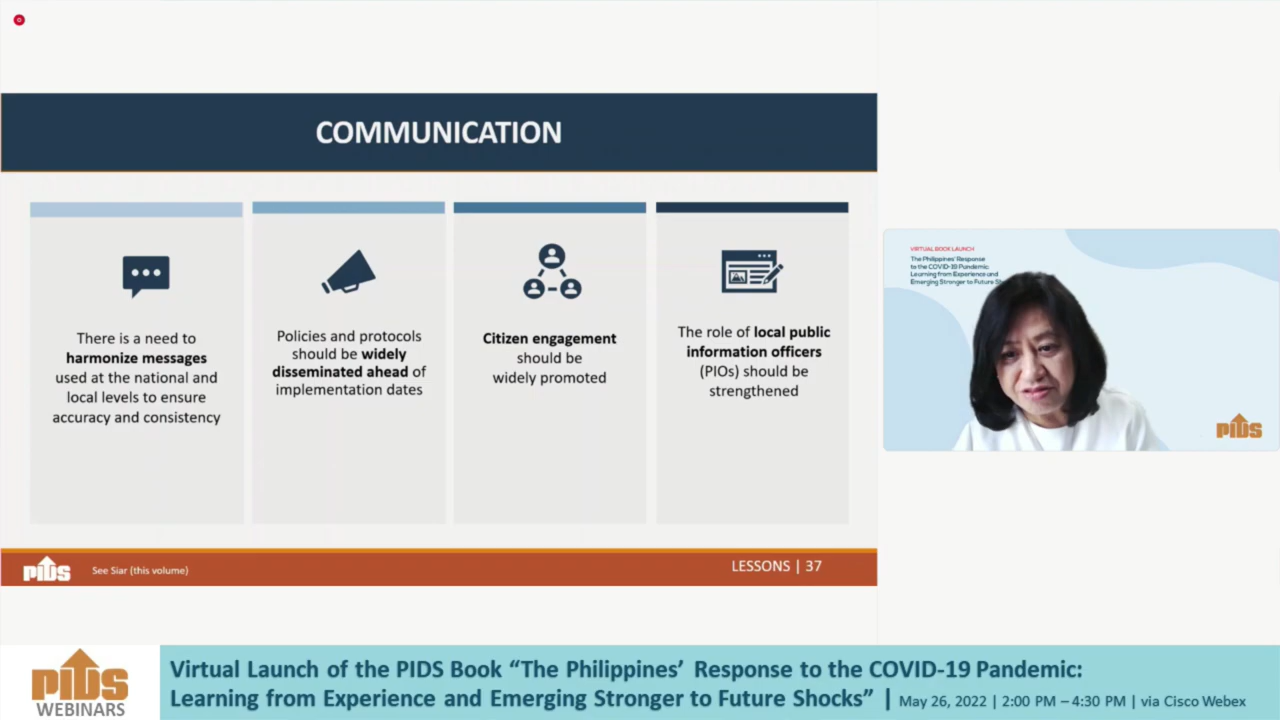 COMMUNICATION
There is a need to
harmonize messages
used at the national and
local levels to ensure
accuracy and consistency
Policies and protocols
should be widely
disseminated ahead of
implementation dates
Citizen engagement
should be
widely promoted
The role of local public
information officers
(PIOs) should be
strengthened
PIDS
See Siar (this volume)
LESSONS | 37
VIRTUAL BOOK LAUNCH
The Philippines' Response
to the COVID-19 Pandemic:
Learning from Experience and
Emerging Stronger to Future
PIDS
PIDS
WEBINARS
Virtual Launch of the PIDS Book “The Philippines’ Response to the COVID-19 Pandemic:
Learning from Experience and Emerging Stronger to Future Shocks” | May 26, 2022 | 2:00 PM – 4:30 PM | via Cisco Webex